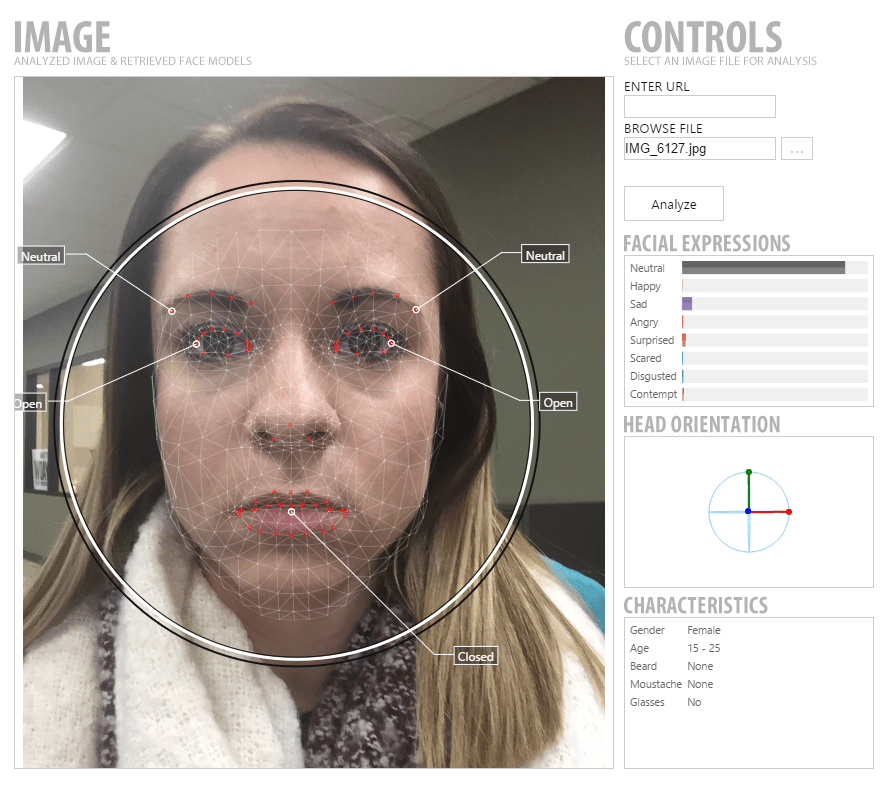 IMAGE
ANALYZED IMAGE & RETRIEVED FACE MODELS
Neutral
Neutral
Open
Open
Closed
CONTROLS
SELECT AN IMAGE FILE FOR ANALYSIS
ENTER URL
BROWSE FILE
IMG_6127.jpg
...
Analyze
FACIAL EXPRESSIONS
Neutral
Happy
Sad
Angry
Surprised
Scared
Disgusted
Contempt
HEAD ORIENTATION
CHARACTERISTICS
Gender Female
Age 15 - 25
Beard None
Moustache None
Glasses No